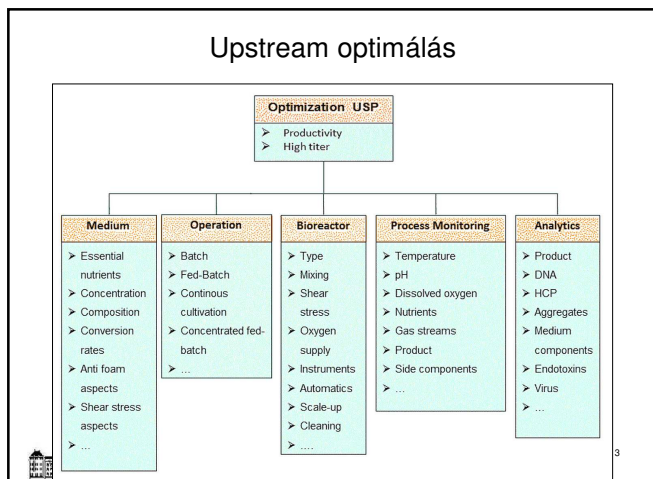 Upstream optimálás
Optimization USP
➢ Productivity
➢ High titer
Medium
➢ Essential
nutrients
➢ Concentration
➢ Composition
➢ Conversion
rates
➢ Anti foam
aspects
➢ Shear stress
aspects
➢ ...
Operation
➢ Batch
➢ Fed-Batch
➢ Continous
cultivation
➢ Concentrated fed-
batch
➢ ...
Bioreactor
➢ Type
➢ Mixing
➢ Shear
stress
➢ Oxygen
supply
➢ Instruments
➢ Automatics
➢ Scale-up
➢ Cleaning
➢ ....
Process Monitoring
➢ Temperature
➢ pH
➢ Dissolved oxygen
➢ Nutrients
➢ Gas streams
➢ Product
➢ Side components
➢ ...
Analytics
➢ Product
➢ DNA
➢ HCP
➢ Aggregates
➢ Medium
components
➢ Endotoxins
➢ Virus
➢ ...
3